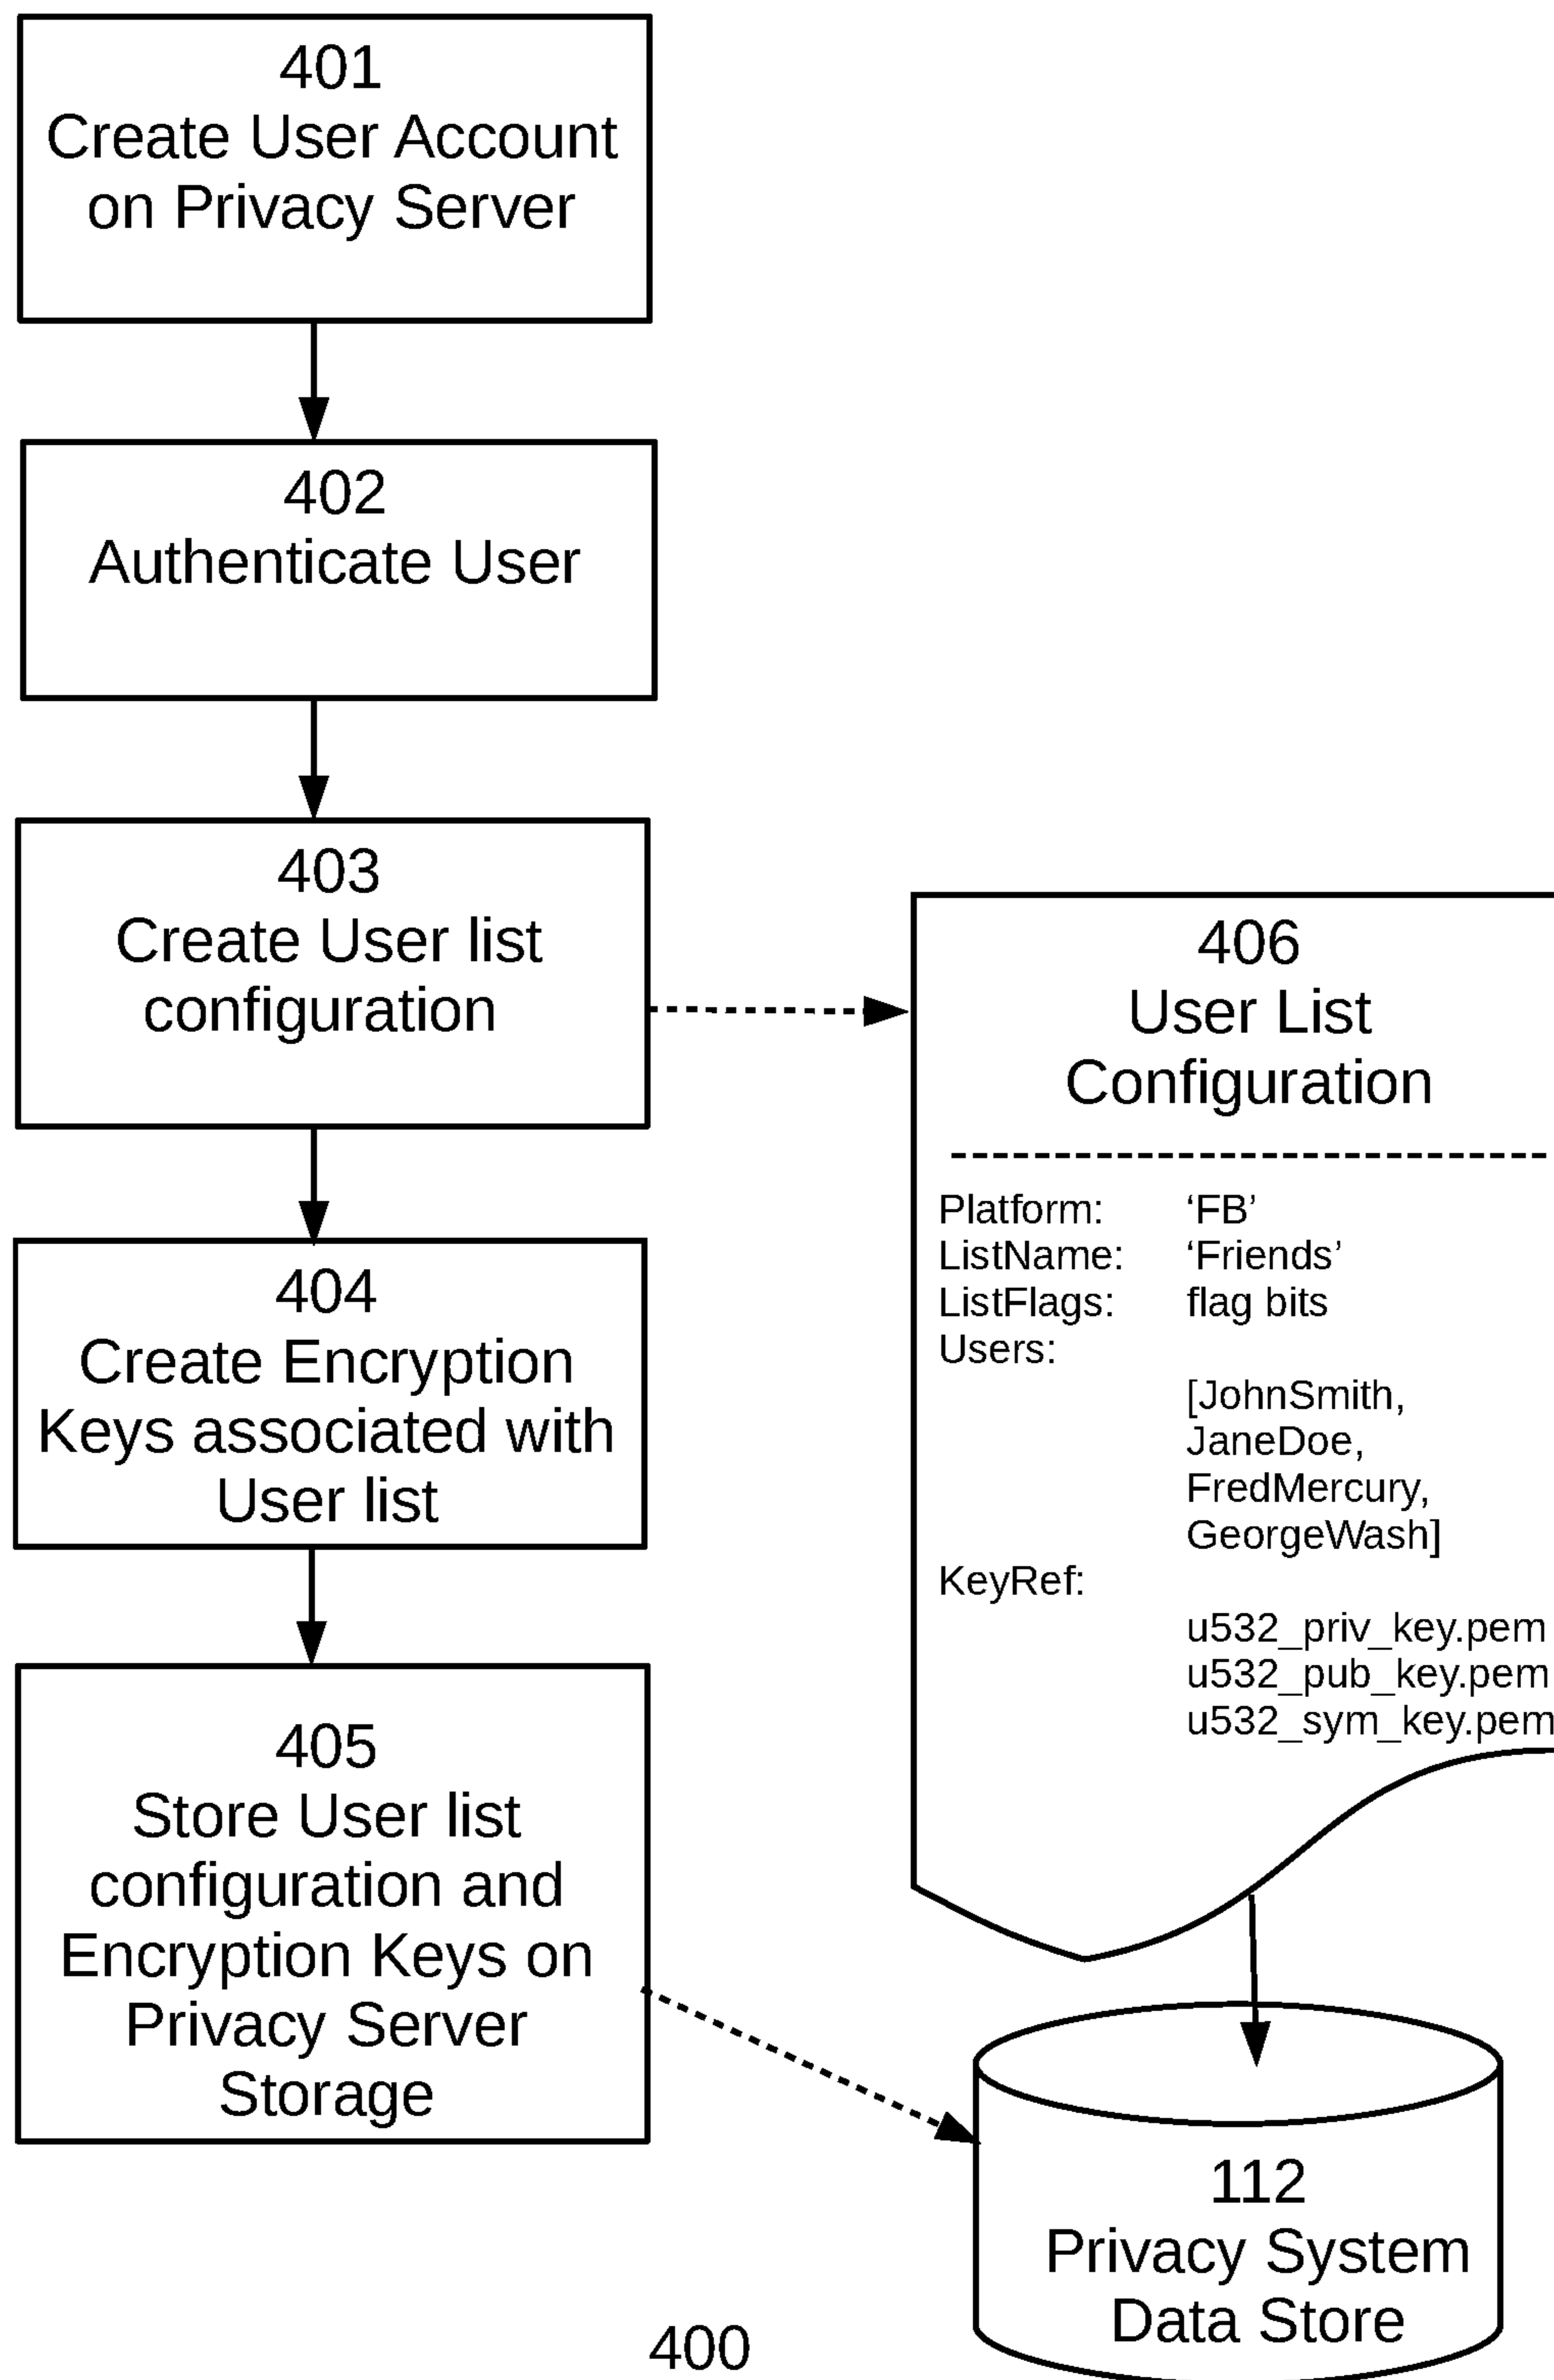 401
Create User Account
on Privacy Server
402
Authenticate User
403
Create User list
configuration
404
Create Encryption
Keys associated with
User list
405
Store User list
configuration and
Encryption Keys on
Privacy Server
Storage
406
User List
Configuration
Platform: ‘FB’
ListName: ‘Friends’
ListFlags: flag bits
Users:
[JohnSmith,
JaneDoe,
FredMercury,
GeorgeWash]
KeyRef:
u532_priv_key.pem
u532_pub_key.pem
u532_sym_key.pem
112
Privacy System
Data Store
400